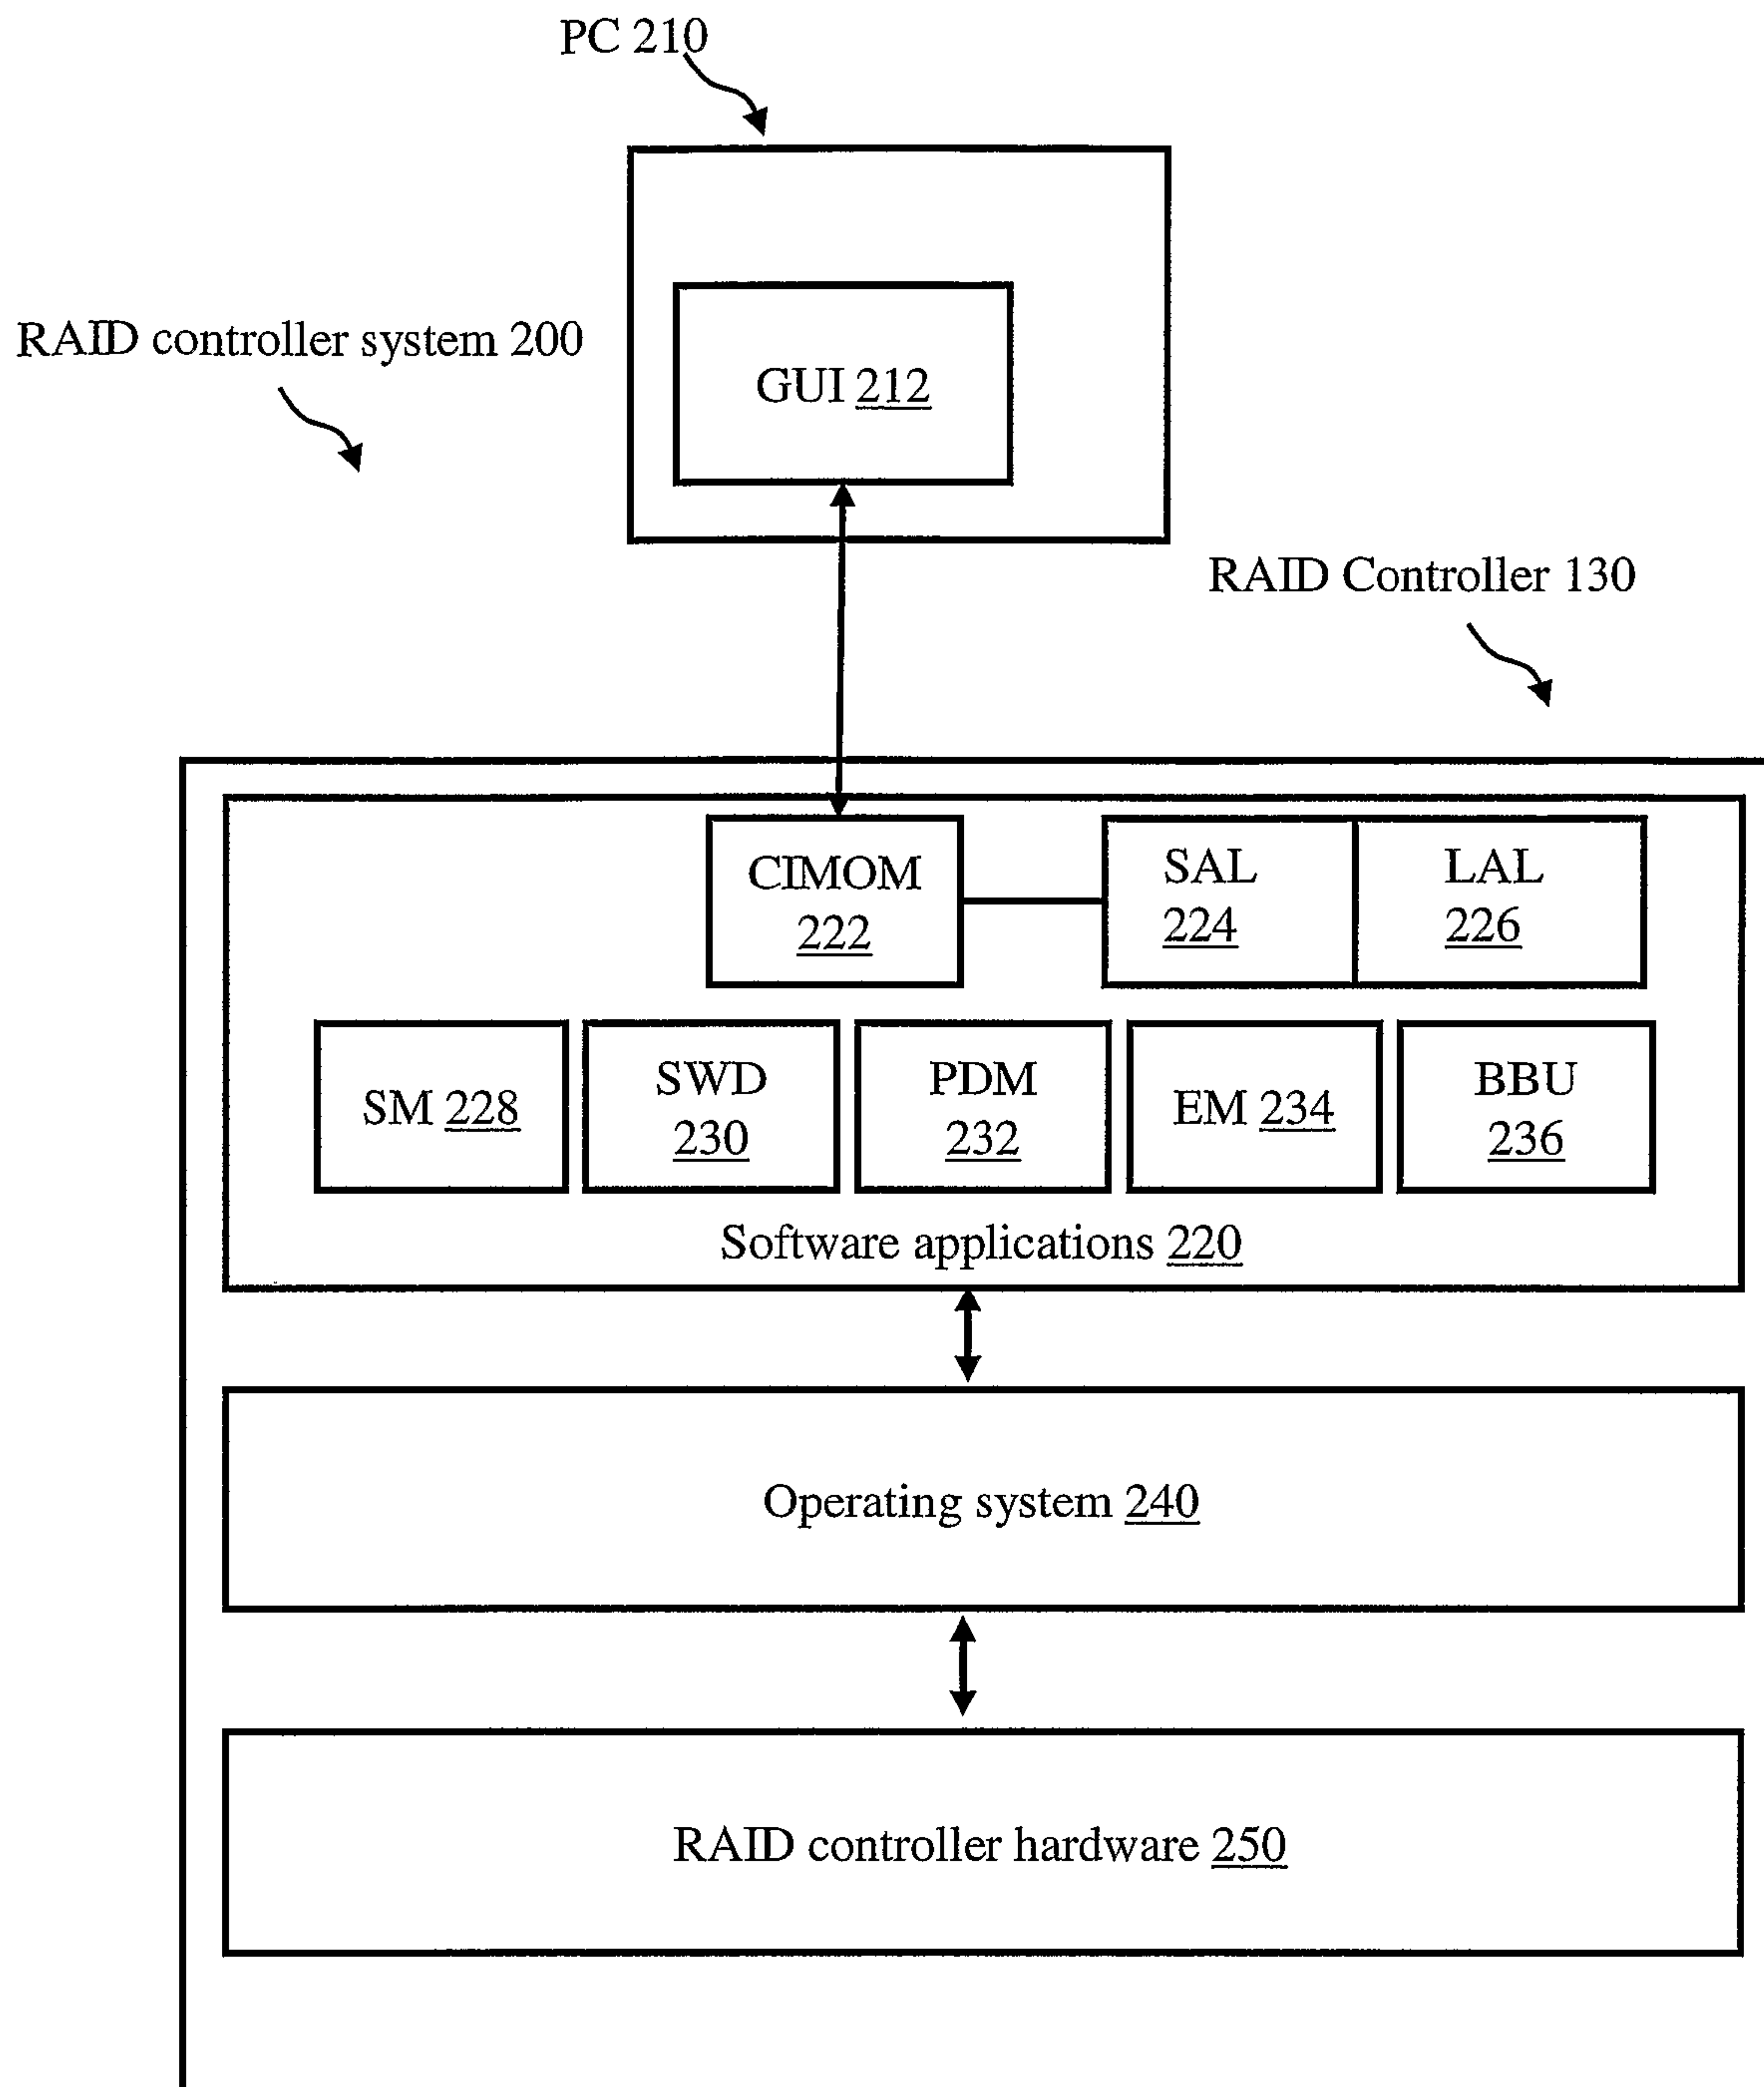 PC 210
RAID controller system 200
GUI 212
RAID Controller 130
CIMOM
222
SAL
224
LAL
226
SM 228
SWD
230
PDM
232
EM 234
BBU
236
Software applications 220
Operating system 240
RAID controller hardware 250